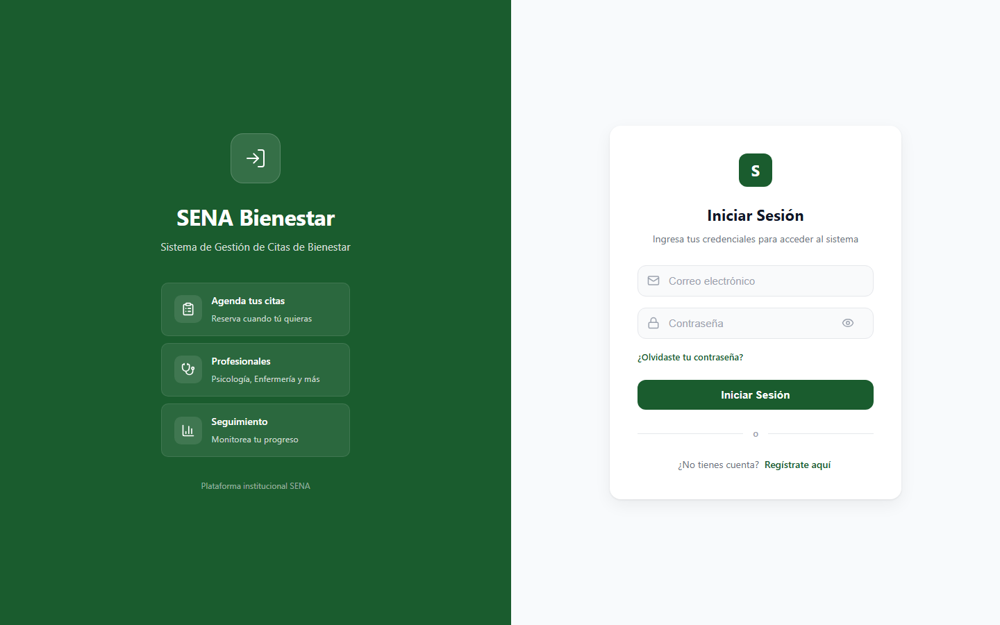 SENA Bienestar
Sistema de Gestión de Citas de Bienestar
Agenda tus citas
Reserva cuando tú quieras
Profesionales
Psicología, Enfermería y más
Seguimiento
Monitorea tu progreso
Plataforma institucional SENA
S
Iniciar Sesión
Ingresa tus credenciales para acceder al sistema
Correo electrónico
Contraseña
¿Olvidaste tu contraseña?
Iniciar Sesión
o
¿No tienes cuenta? Regístrate aquí